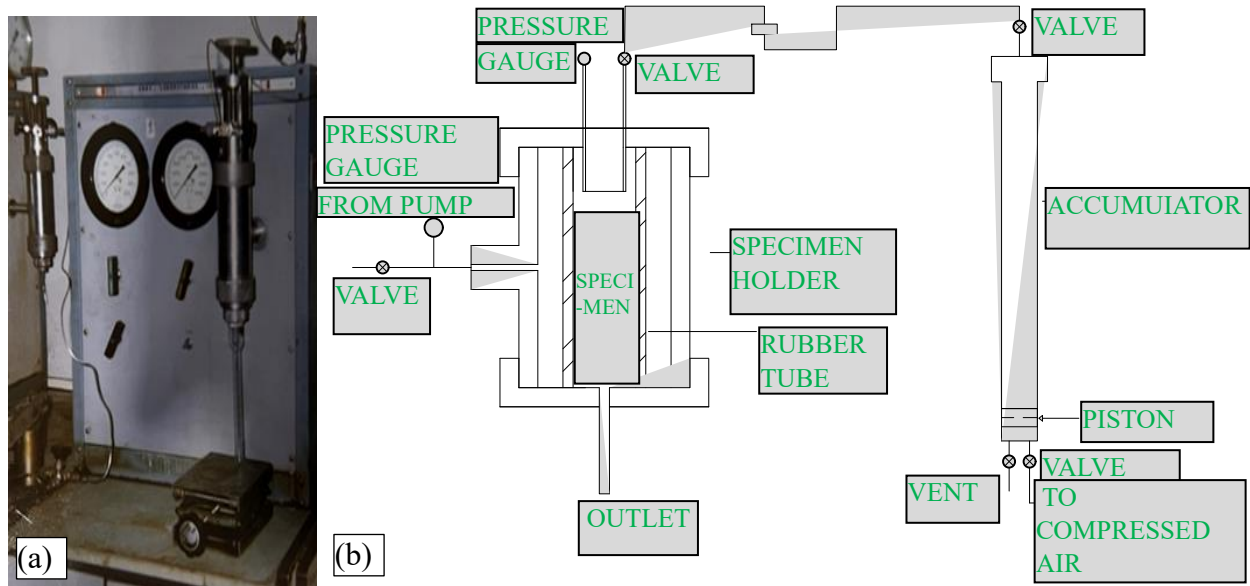 PRESSURE
GAUGE
VALVE
VALVE
PRESSURE
GAUGE
FROM PUMP
VALVE
SPECI
-MEN
SPECIMEN
HOLDER
RUBBER
TUBE
OUTLET
ACCUMUIATOR
PISTON
VENT
VALVE
TO
COMPRESSED
AIR
(a)
(b)